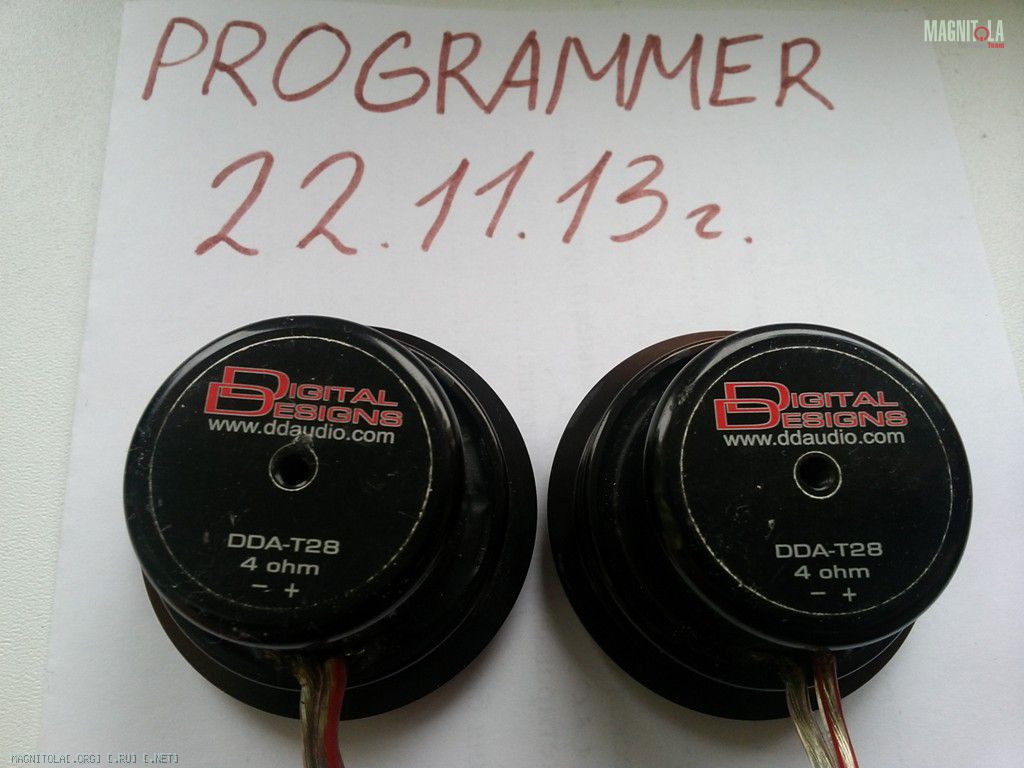 MAGNITOLA
Team
PROGRAMMER
22.11.13г.
DIGITAL DESIGNS
www.ddaudio.com
DDA-T28
4 ohm
- +
DIGITAL DESIGNS
www.ddaudio.com
DDA-T28
4 ohm
- +
MAGNITOLA[.ORG] [.RU] [.NET]